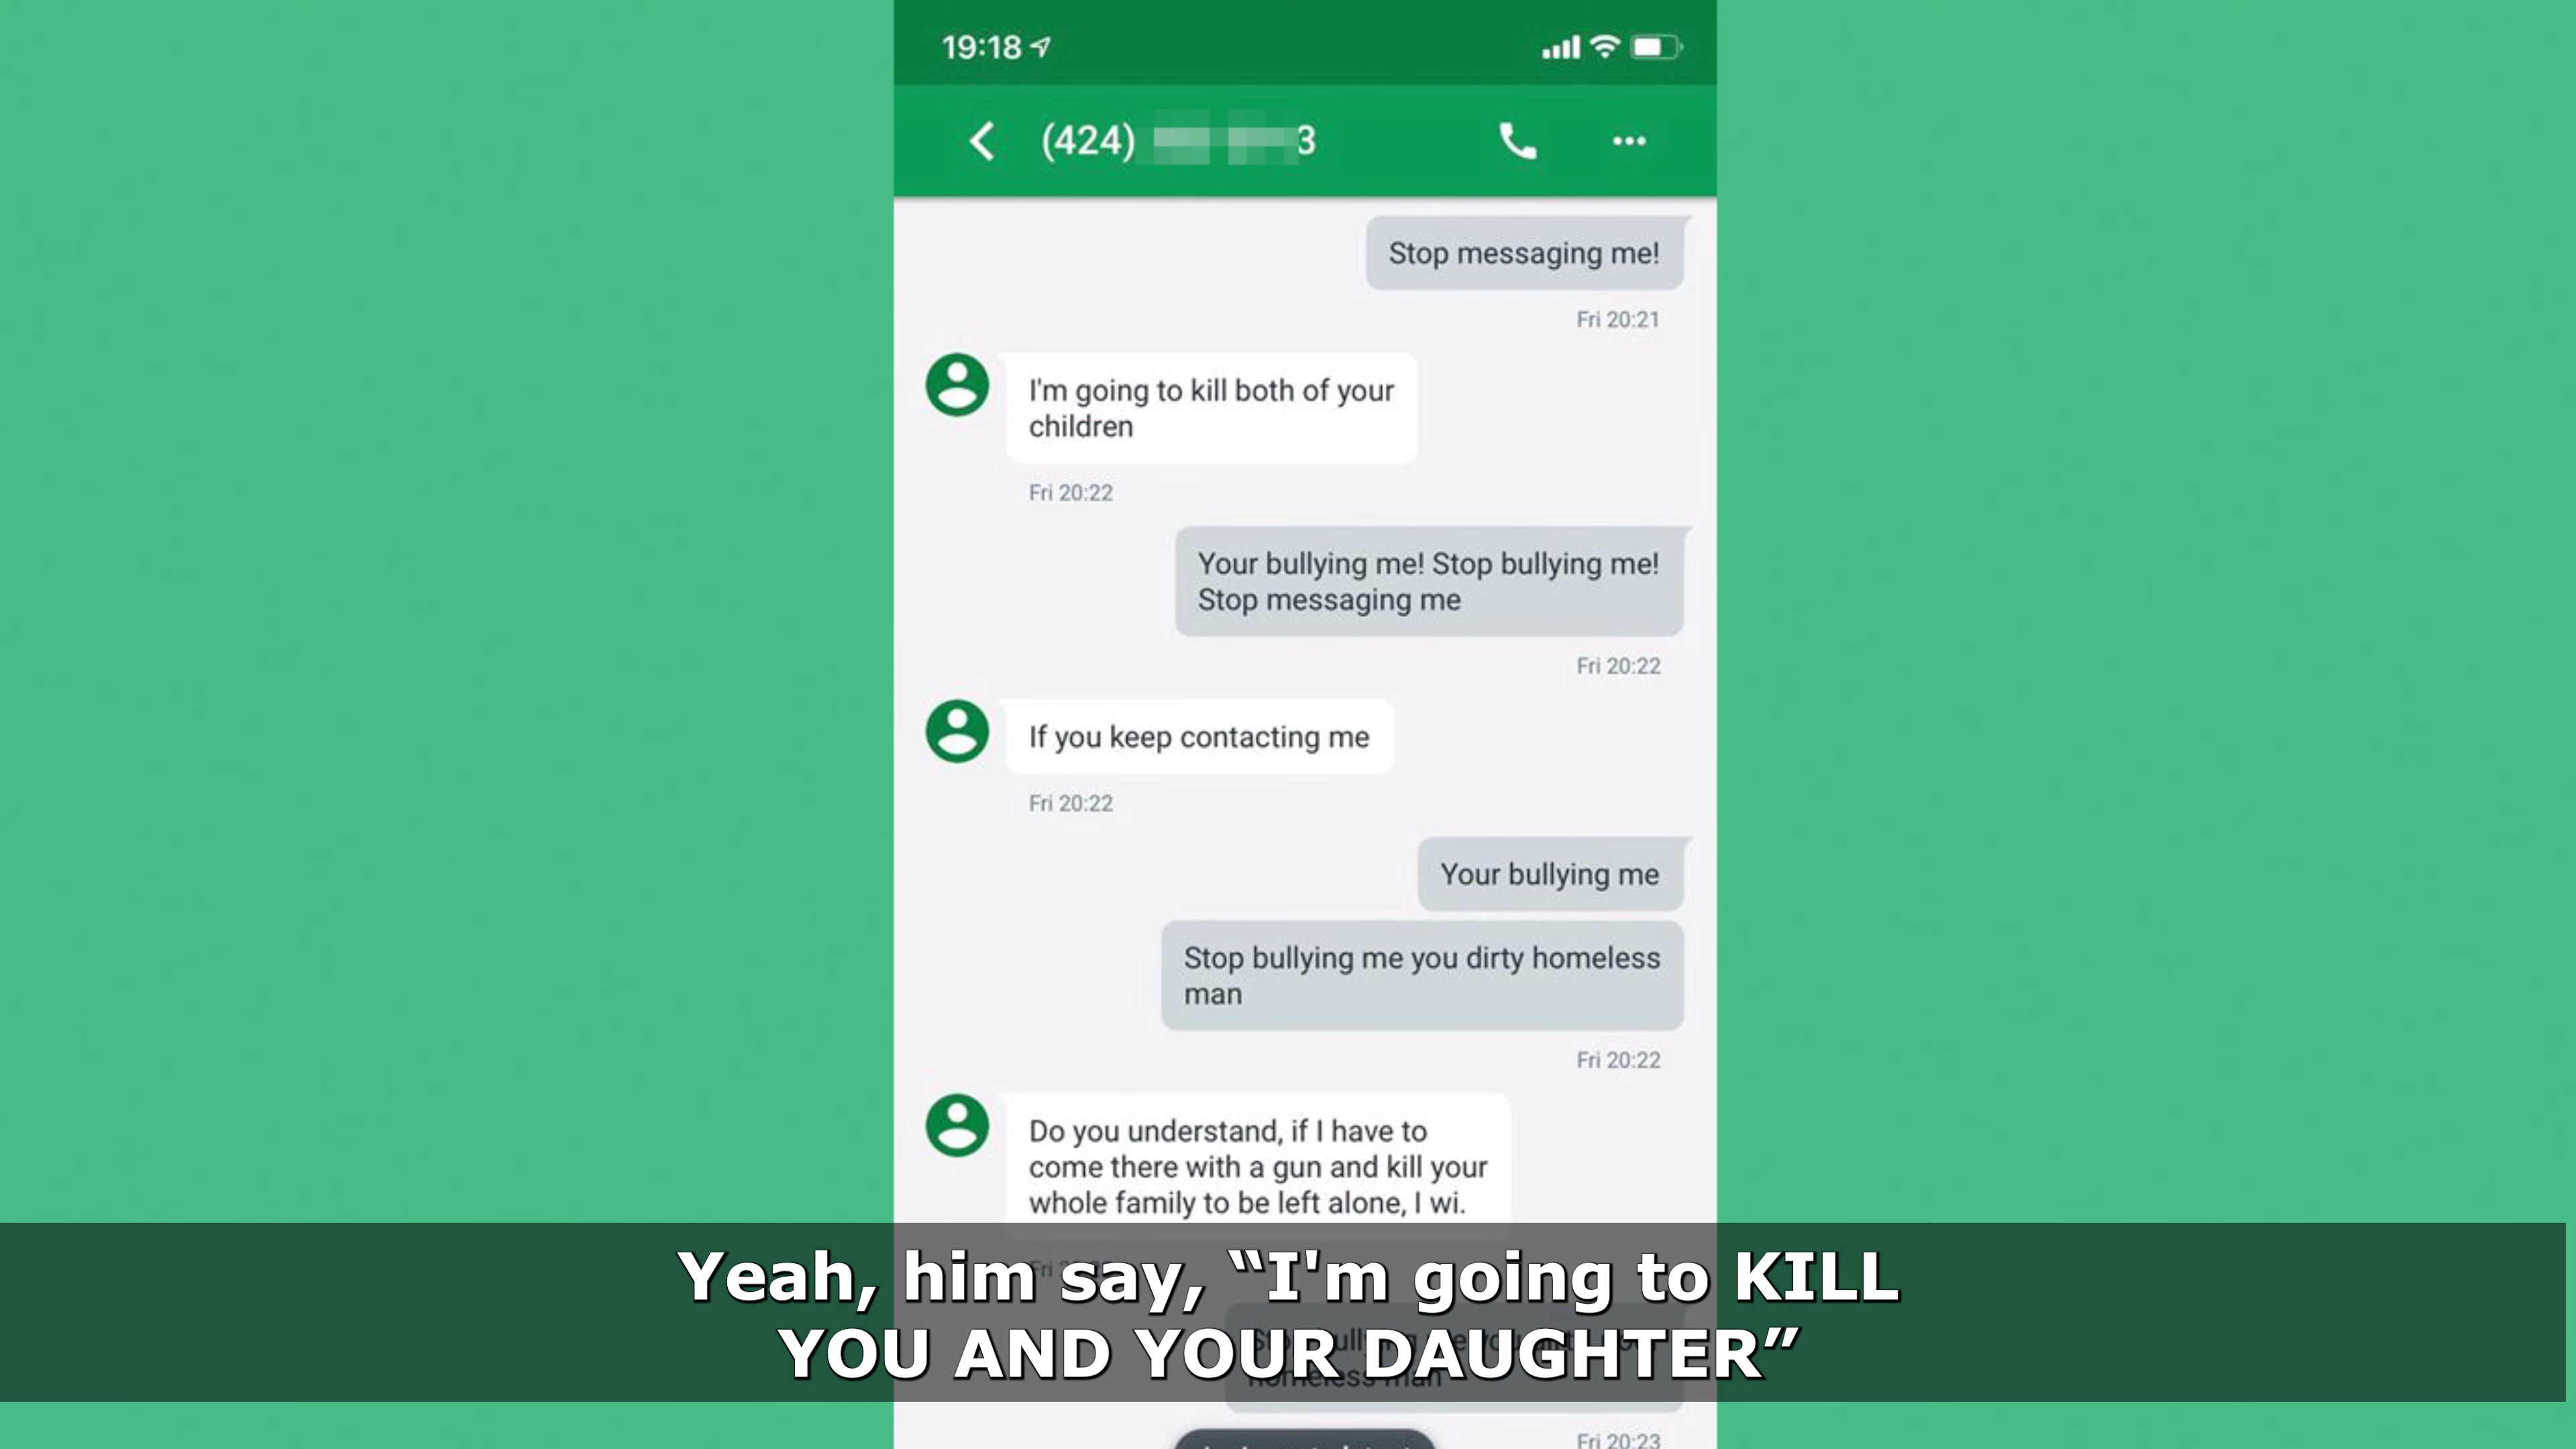 19:18
(424) 3
Stop messaging me!
Fri 20:21
I'm going to kill both of your
children
Fri 20:22
Your bullying me! Stop bullying me!
Stop messaging me
Fri 20:22
If you keep contacting me
Fri 20:22
Your bullying me
Stop bullying me you dirty homeless
man
Fri 20:22
Do you understand, if I have to
come there with a gun and kill your
whole family to be left alone, I wi.
Fri
Yeah, him say, “I'm going to KILL
YOU AND YOUR DAUGHTER”
homeless man
Fri 20:23